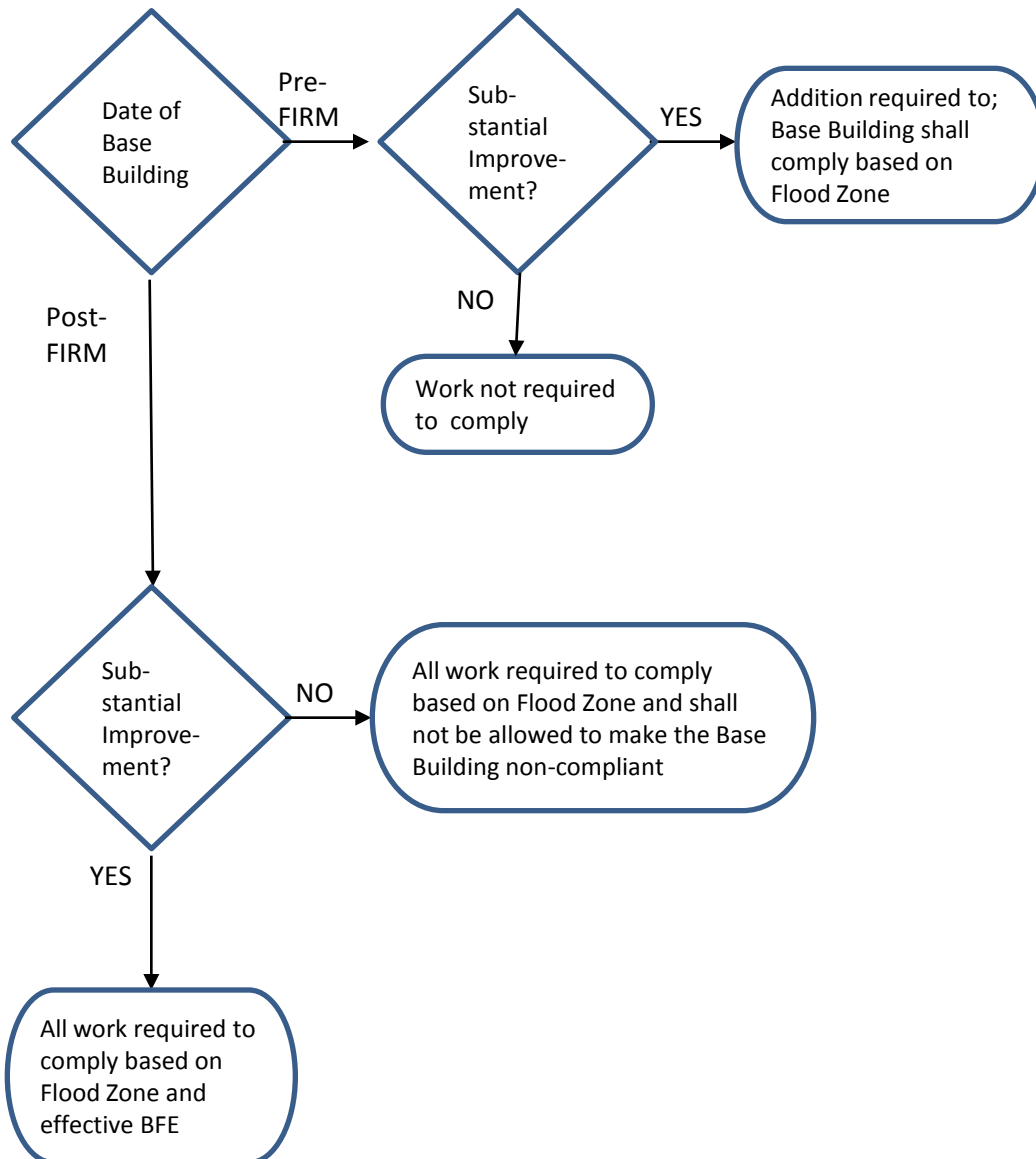 Date of
Base
Building
Pre-
FIRM
Sub-
stantial
Improve-
ment?
YES
Addition required to;
Base Building shall
comply based on
Flood Zone
NO
Work not required
to  comply
Post-
FIRM
Sub-
stantial
Improve-
ment?
NO
All work required to comply
based on Flood Zone and shall
not be allowed to make the Base
Building non-compliant
YES
All work required to
comply based on
Flood Zone and
effective BFE